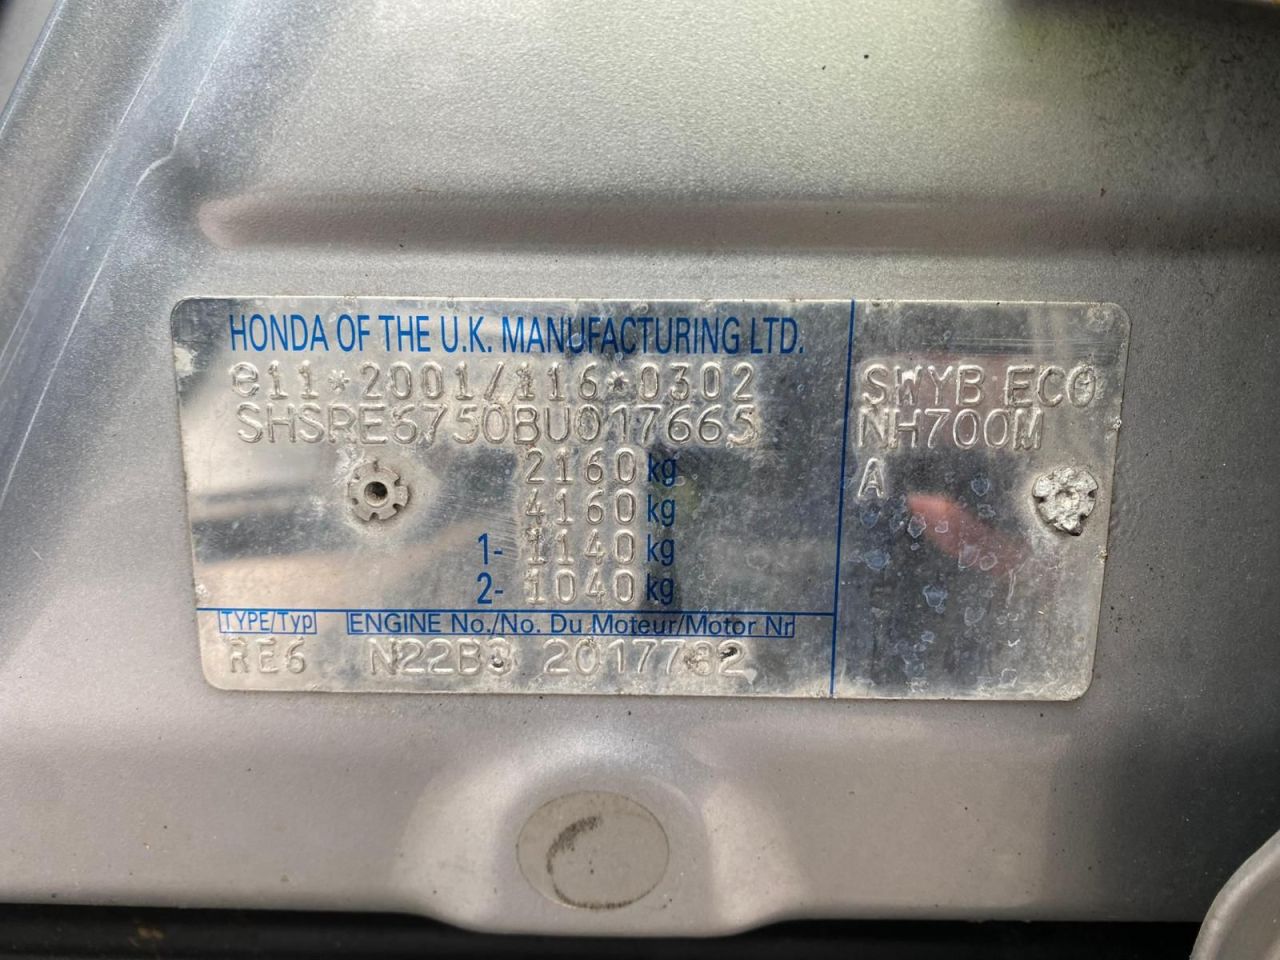 HONDA OF THE U.K. MANUFACTURING LTD.
e11*2001/116*0302
SHSRE6750BU017665
2160 kg
4160 kg
1- 1140 kg
2- 1040 kg
TYPE/Typ ENGINE No./No. Du Moteur/Motor Nr
RE6 N22B3 2017732
SWYB ECO
NH700M
A